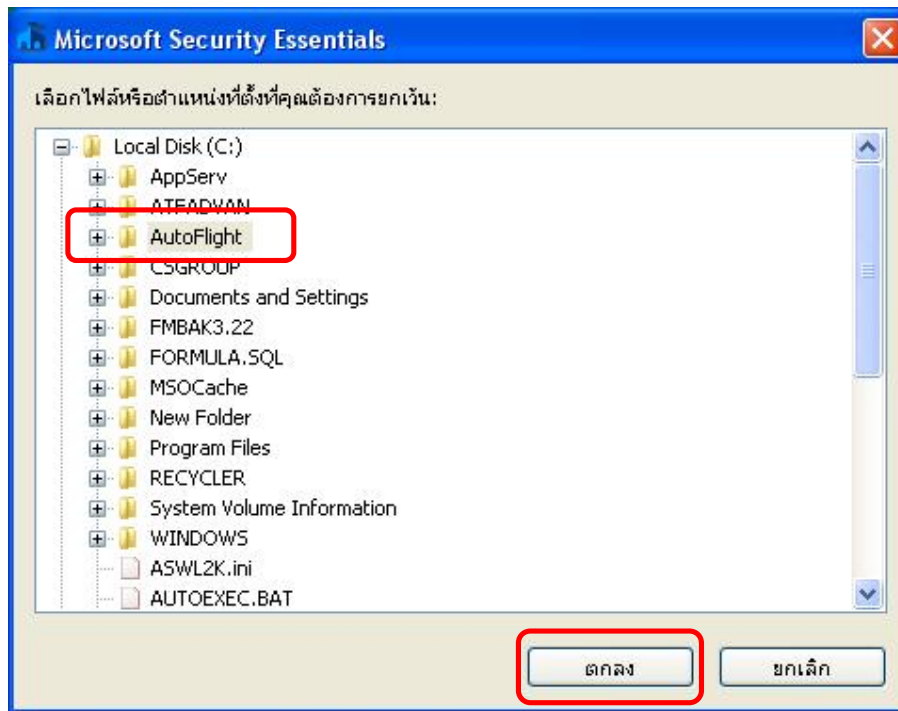 Microsoft Security Essentials
เลือกไฟล์หรือตำแหน่งที่ตั้งที่คุณต้องการยกเว้น:
Local Disk (C:)
AppServ
ATFADVAN
AutoFlight
CSGROUP
Documents and Settings
FMBAK3.22
FORMULA.SQL
MSOCache
New Folder
Program Files
RECYCLER
System Volume Information
WINDOWS
ASWL2K.ini
AUTOEXEC.BAT
ตกลง ยกเลิก